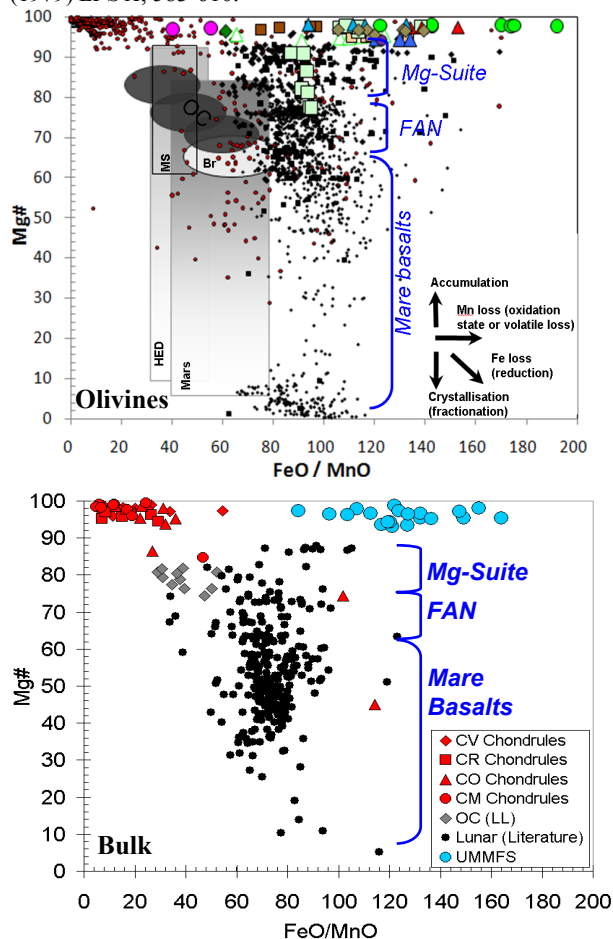 (1979)
100
90
80
70
60
50
40
30
20
10
0
Mg#
Mg-Suite
FAN
Mare basalts
MS
Br
HED
Mars
Accumulation
Mn loss (oxidation
state or volatile loss)
Fe loss
(reduction)
Crystallisation
(fractionation)
Olivines
0 20 40 60 80 100 120 140 160 180 200
FeO / MnO
100
90
80
70
60
50
40
30
20
10
0
Mg#
Mg-Suite
FAN
Mare
Basalts
CV Chondrules
CR Chondrules
CO Chondrules
CM Chondrules
OC (LL)
Lunar (Literature)
UMMFS
Bulk
0 20 40 60 80 100 120 140 160 180 200
FeO/MnO